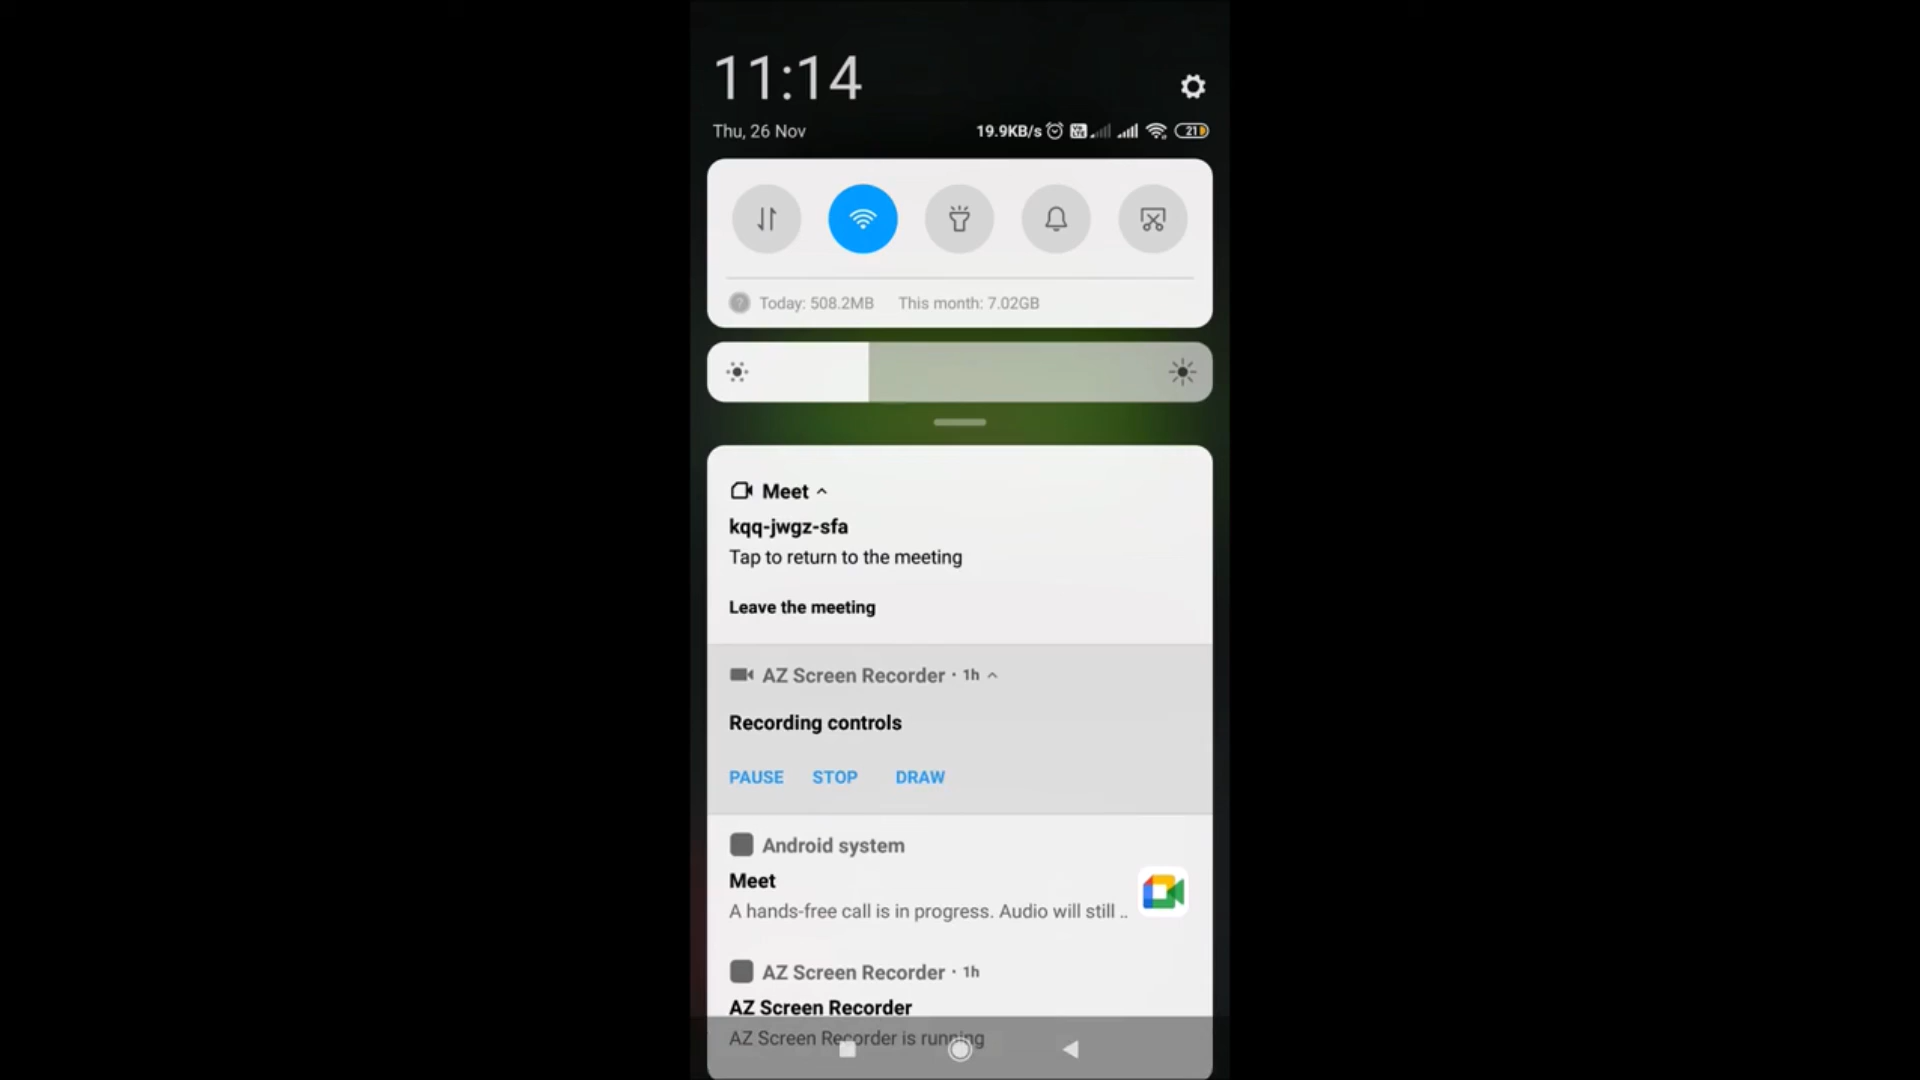 11:14
Thu, 26 Nov
19.9KB/s
21
Today: 508.2MB This month: 7.02GB
Meet
kqq-jwgz-sfa
Tap to return to the meeting
Leave the meeting
AZ Screen Recorder · 1h
Recording controls
PAUSE STOP DRAW
Android system
Meet
A hands-free call is in progress. Audio will still ..
AZ Screen Recorder · 1h
AZ Screen Recorder
AZ Screen Recorder is running